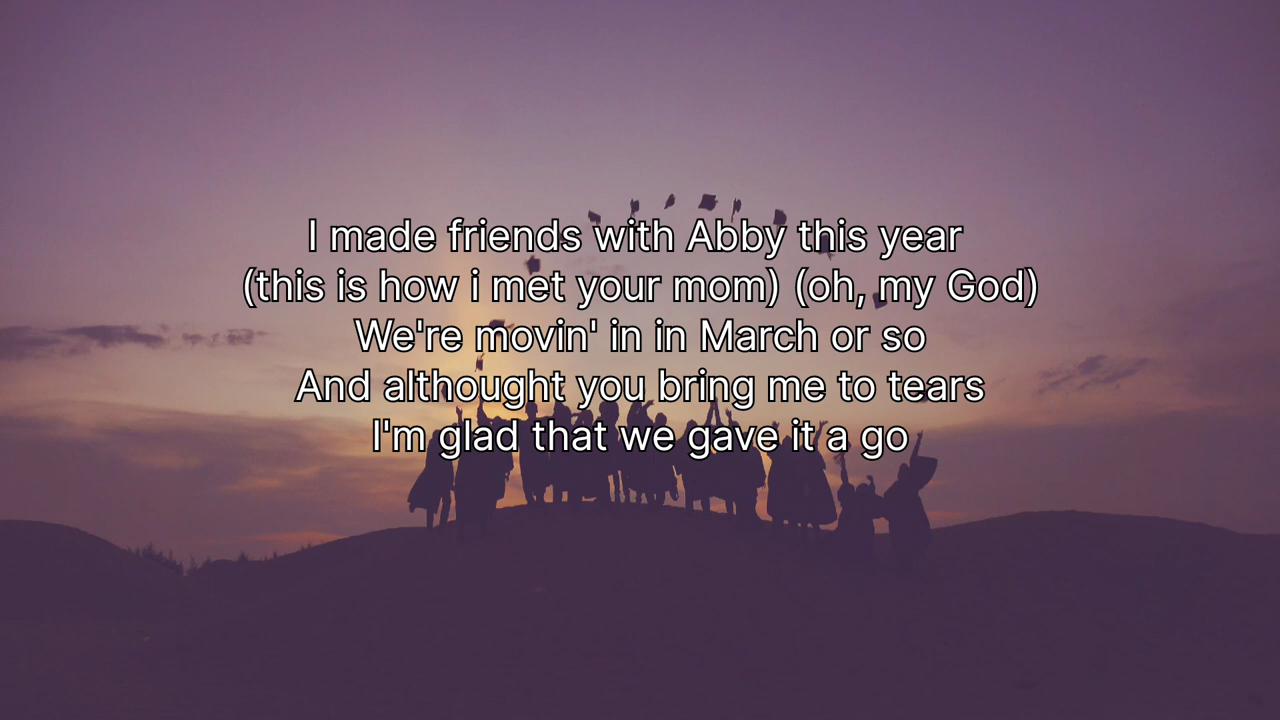 I made friends with Abby this year
(this is how i met your mom) (oh, my God)
We're movin' in in March or so
And althought you bring me to tears
I'm glad that we gave it a go